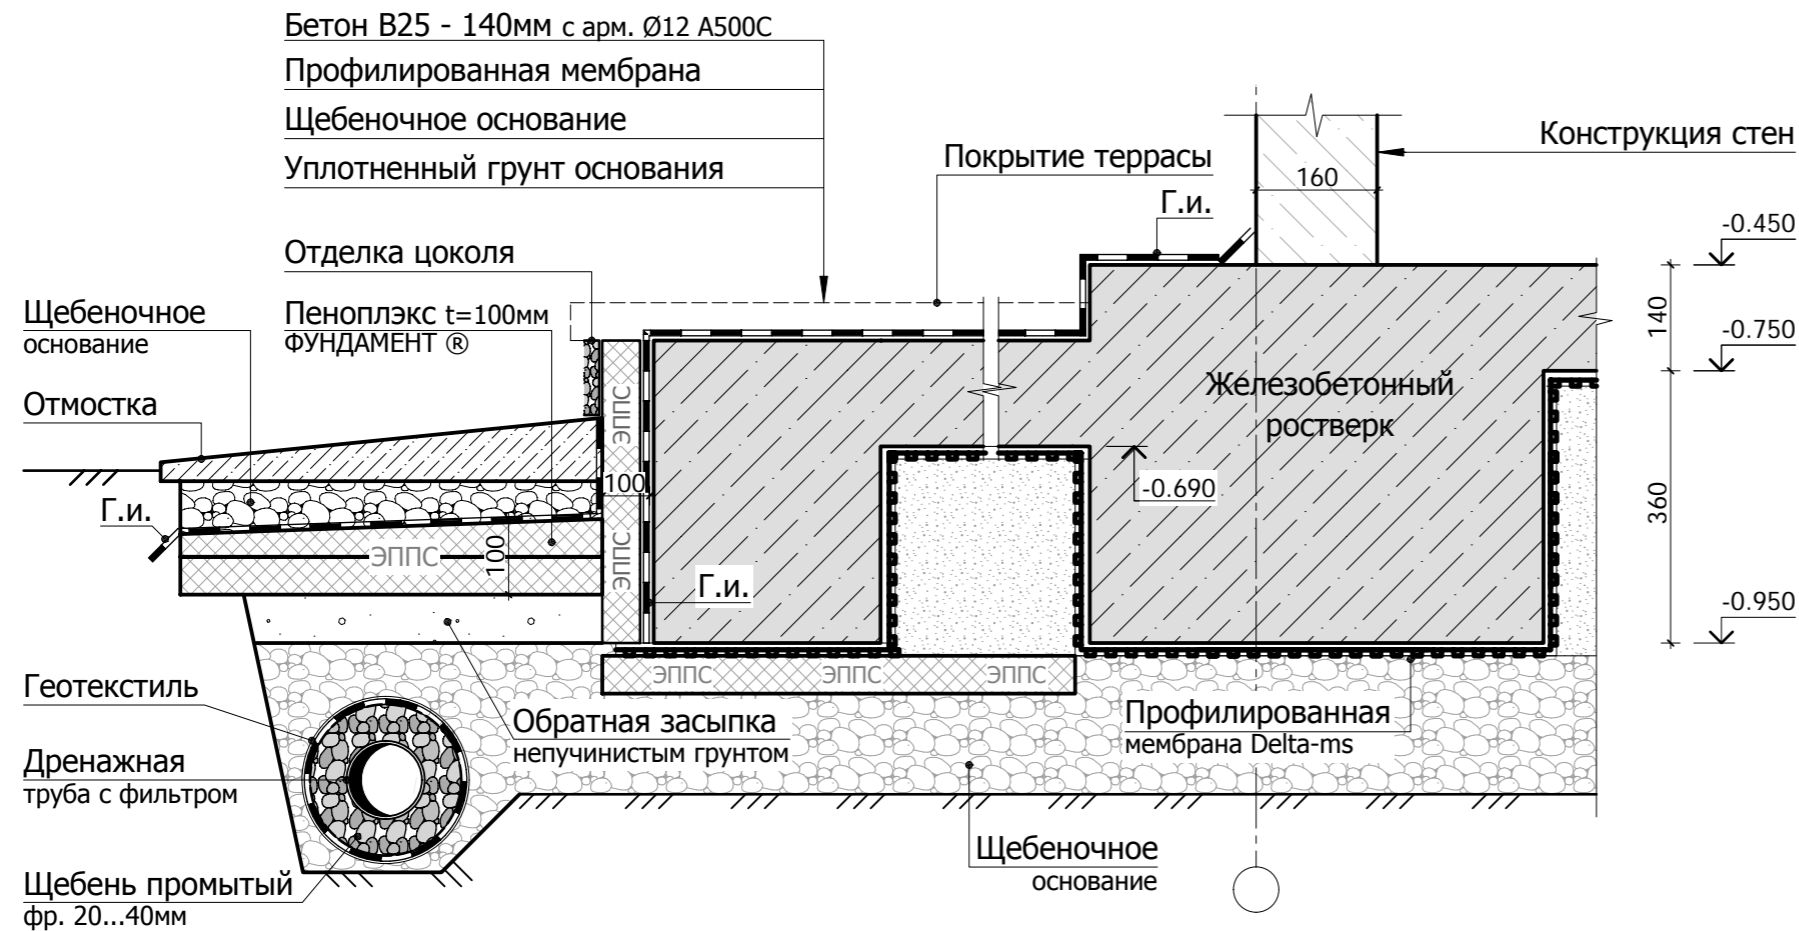 Бетон B25 - 140мм с арм. Ø12 А500С
Профилированная мембрана
Щебеночное основание
Уплотненный грунт основания
Покрытие террасы
Конструкция стен
160
Г.и.
-0.450
Отделка цоколя
Щебеночное
основание
Пеноплэкс t=100мм
ФУНДАМЕНТ ®
140
-0.750
Отмостка
ЭППС
Железобетонный
ростверк
100
-0.690
360
Г.и.
ЭППС
100
ЭППС
Г.и.
-0.950
ЭППС
ЭППС
ЭППС
Геотекстиль
Обратная засыпка
непучинистым грунтом
Профилированная
мембрана Delta-ms
Дренажная
труба с фильтром
Щебеночное
основание
Щебень промытый
фр. 20...40мм